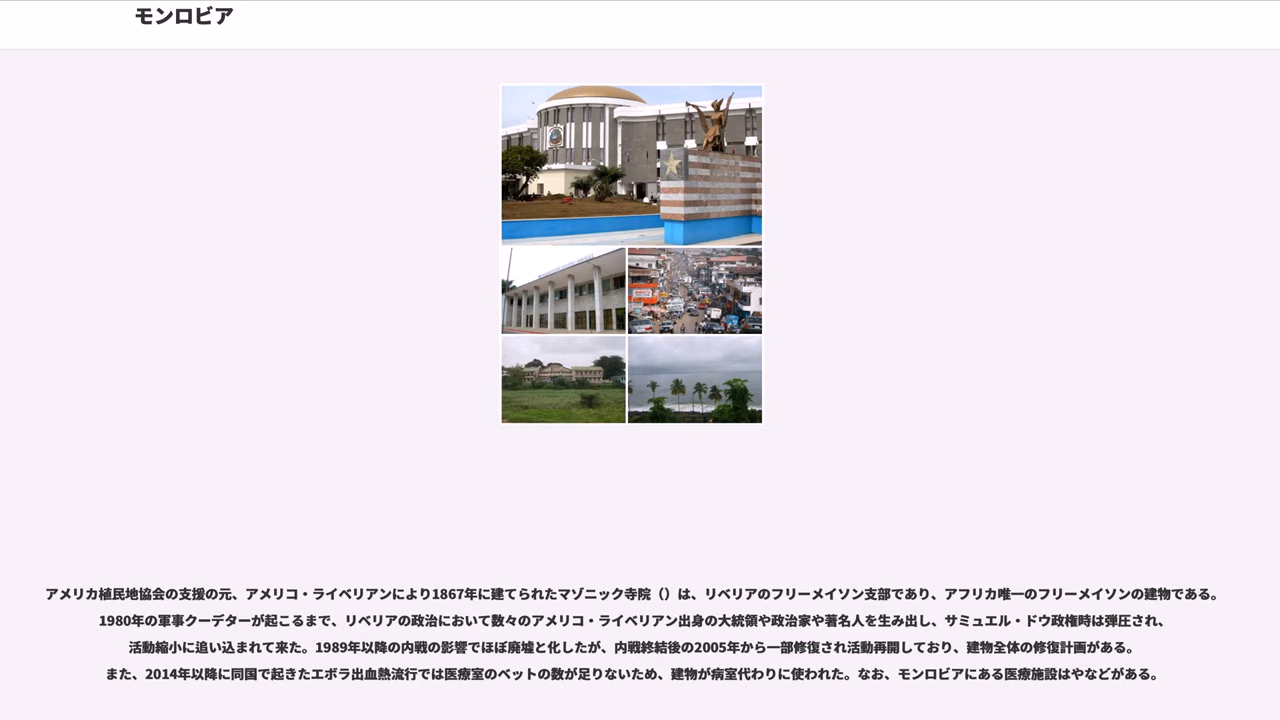 モンロビア
アメリカ植民地協会の支援の元、アメリコ・ライベリアンにより1867年に建てられたマゾニック寺院（）は、リベリアのフリーメイソン支部であり、アフリカ唯一のフリーメイソンの建物である。
1980年の軍事クーデターが起こるまで、リベリアの政治において数々のアメリコ・ライベリアン出身の大統領や政治家や著名人を生み出し、サミュエル・ドウ政権時は弾圧され、
活動縮小に追い込まれて来た。1989年以降の内戦の影響でほぼ廃墟と化したが、内戦終結後の2005年から一部修復され活動再開しており、建物全体の修復計画がある。
また、2014年以降に同国で起きたエボラ出血熱流行では医療室のベットの数が足りないため、建物が病室代わりに使われた。なお、モンロビアにある医療施設はやなどがある。